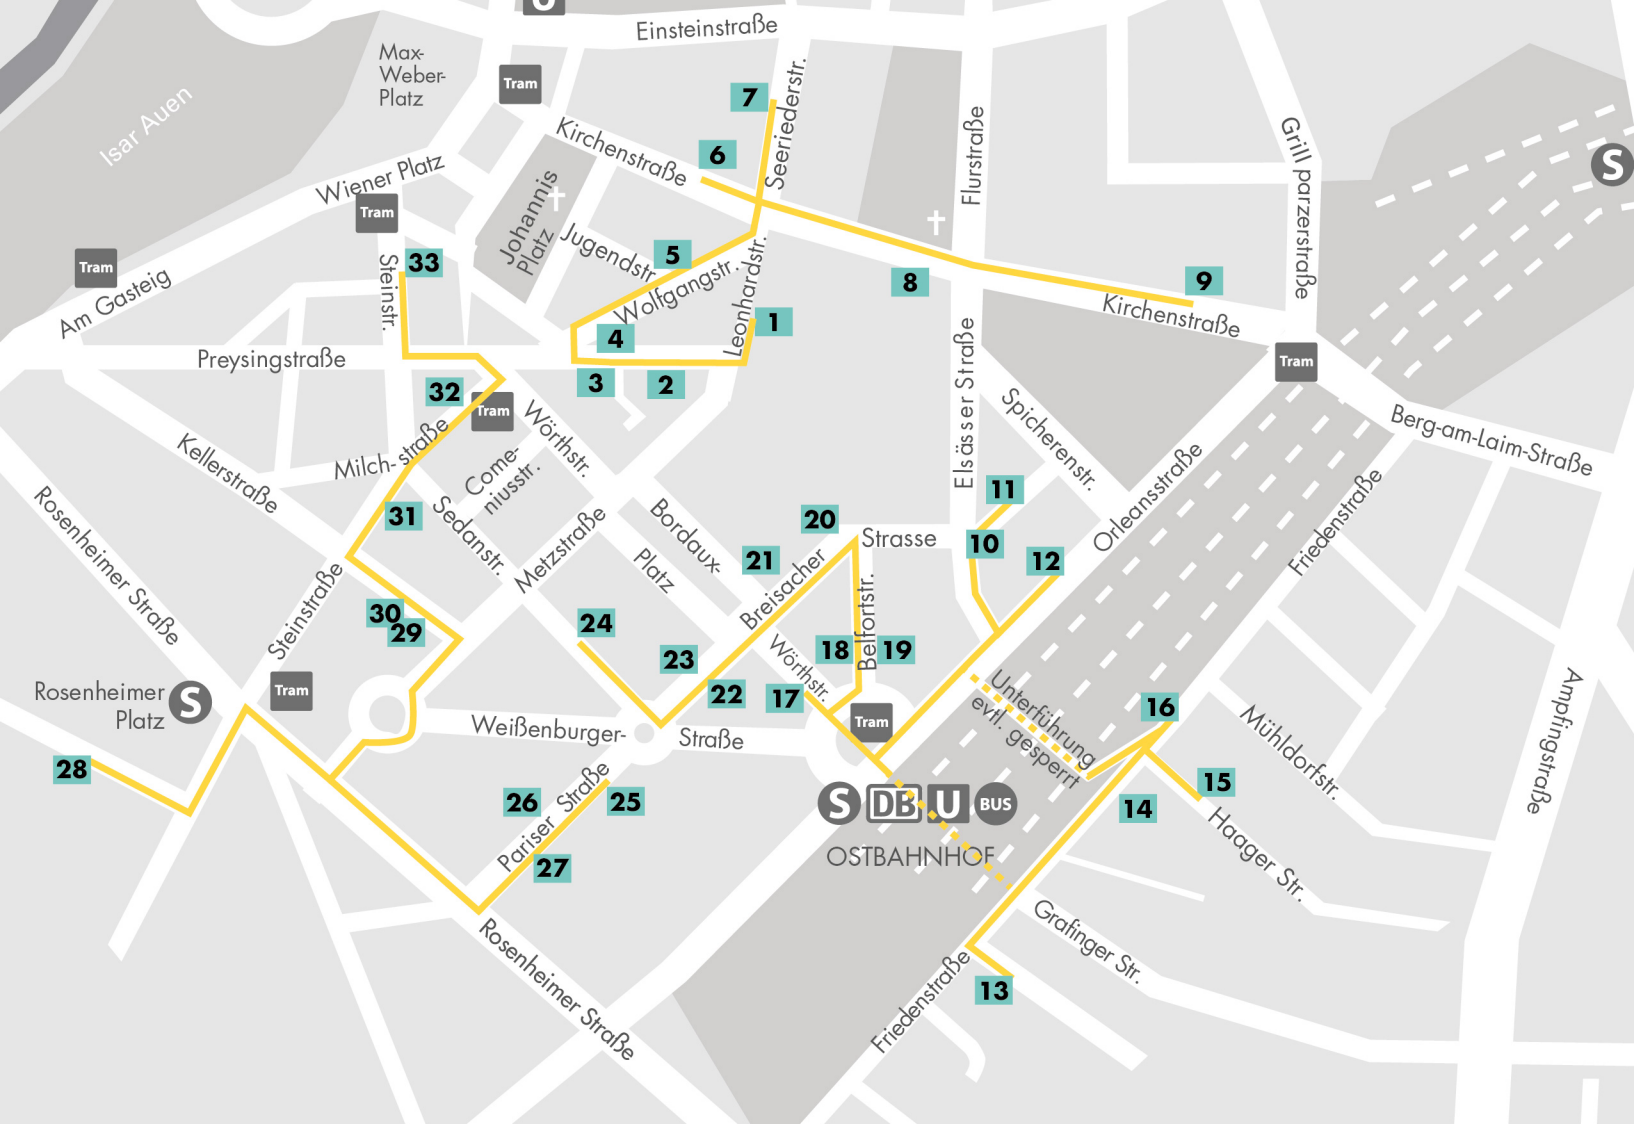 U
Einsteinstraße
Max-
Weber-
Platz
Tram
Isar Auen
7
Seeriederstr.
Kirchenstraße
6
Flurstraße
Grillparzerstraße
S
Wiener Platz
Tram
Johannis
Platz
Jugendstr.
5
Wolfgangstr.
Leonhardstr.
8
9
Kirchenstraße
Tram
Am Gasteig
Steinstr.
33
1
4
3
2
Preysingstraße
32
Tram
Tram
Elsässer Straße
Spicherenstr.
Berg-am-Laim-Straße
Wörthstr.
Milch-straße
Come-
niusstr.
Kellerstraße
Sedanstr.
Metzstraße
Bordaux-
Platz
31
11
10
12
Orleansstraße
Friedenstraße
20
Strasse
21
Breisacher
Belfortstr.
Rosenheimer Straße
Steinstraße
30
29
24
23
22
18
19
Wörthstr.
17
Tram
Rosenheimer
Platz
S
Tram
Weißenburger-
Straße
Unterführung
evtl. gesperrt
16
Mühldorfstr.
Ampfingstraße
28
26
Pariser Straße
25
27
S
DB
U
BUS
OSTBAHNHOF
15
14
Haager Str.
Grafinger Str.
13
Friedenstraße
Rosenheimer Straße